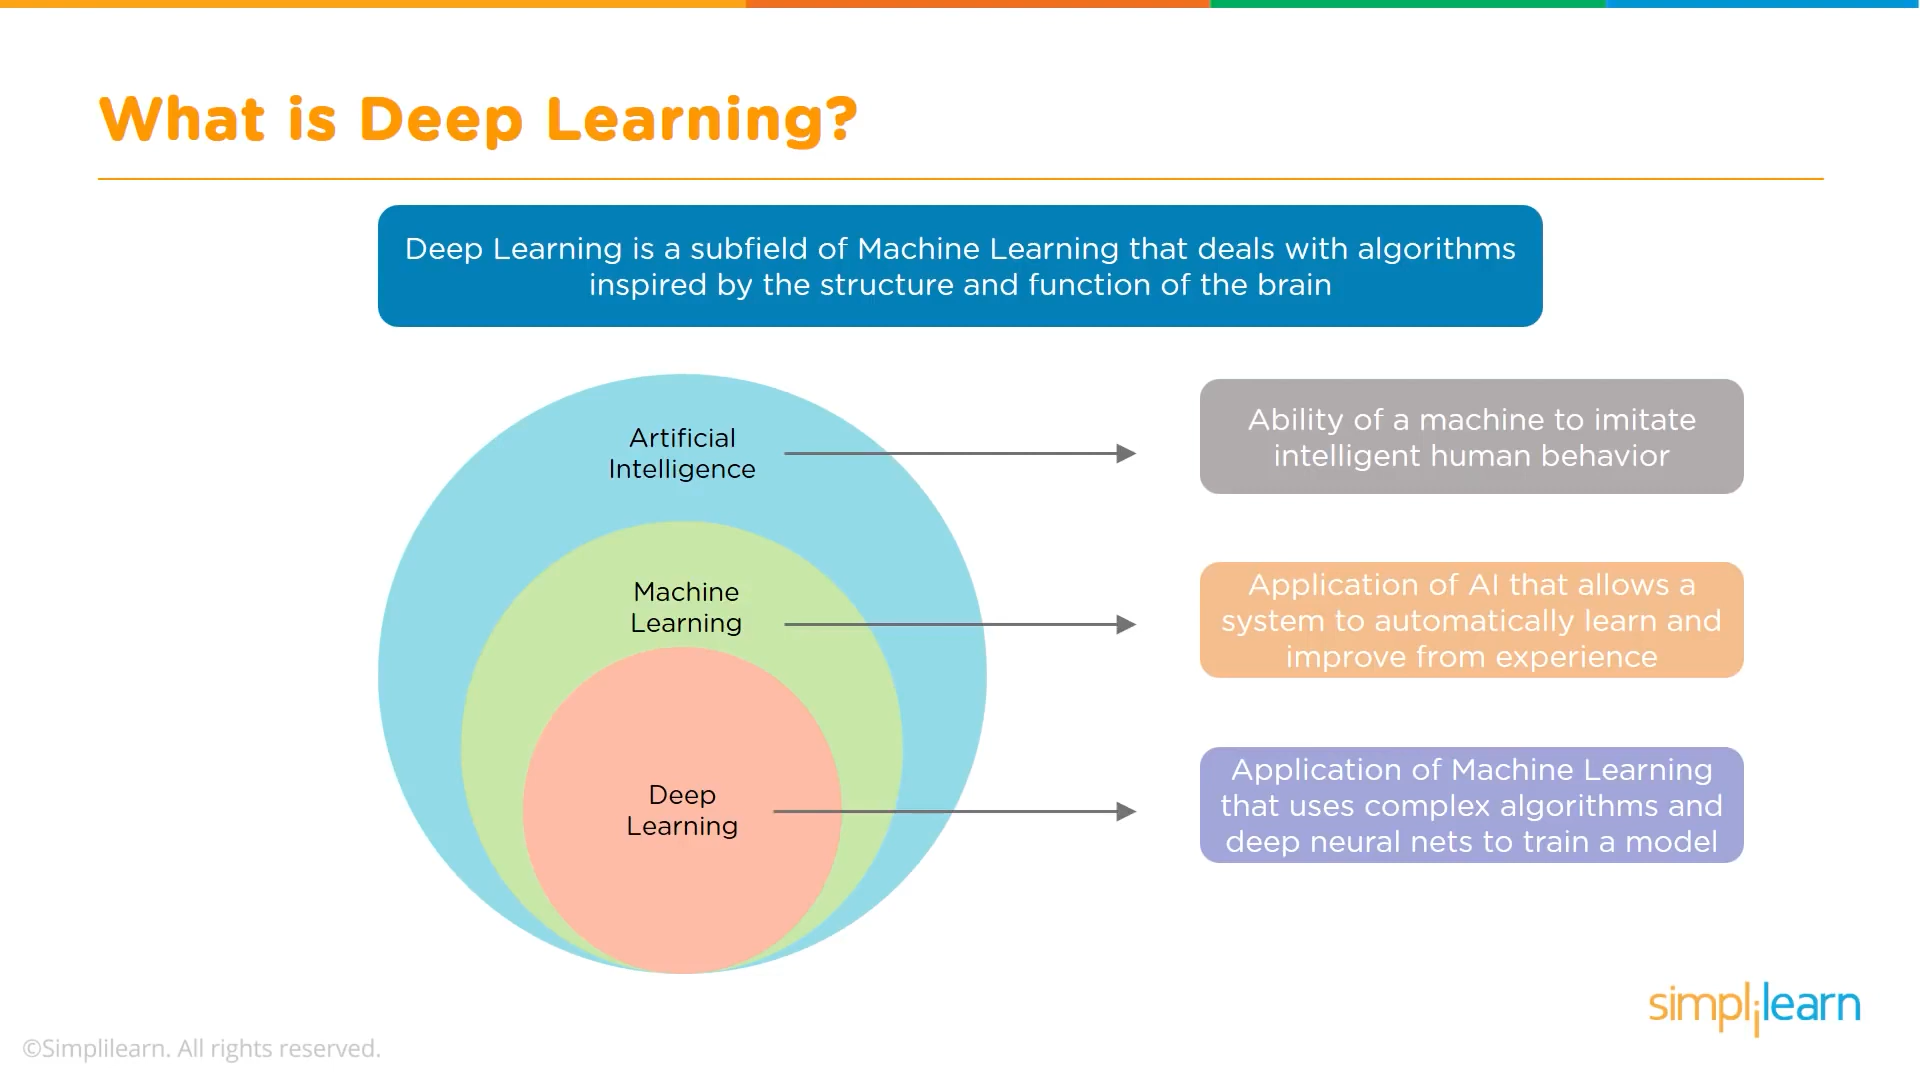 What is Deep Learning?
Deep Learning is a subfield of Machine Learning that deals with algorithms
inspired by the structure and function of the brain
Artificial
Intelligence
Ability of a machine to imitate
intelligent human behavior
Machine
Learning
Application of AI that allows a
system to automatically learn and
improve from experience
Deep
Learning
Application of Machine Learning
that uses complex algorithms and
deep neural nets to train a model
simplilearn
©Simplilearn. All rights reserved.